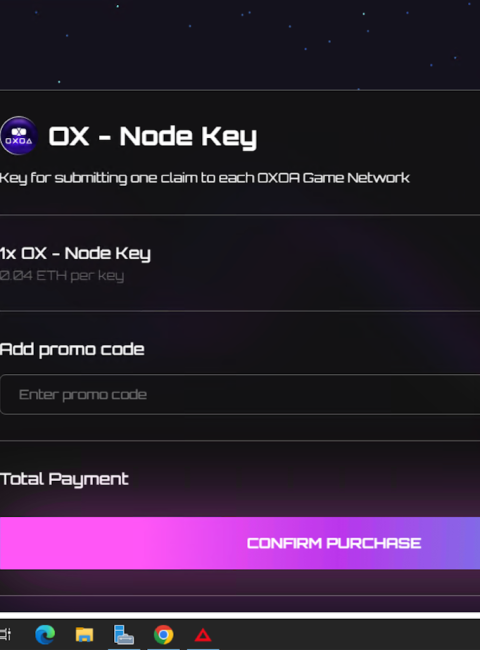 OXOA
OX - Node Key
Key for submitting one claim to each OXOA Game Network
1x OX - Node Key
0.04 ETH per key
Add promo code
Enter promo code
Total Payment
CONFIRM PURCHASE